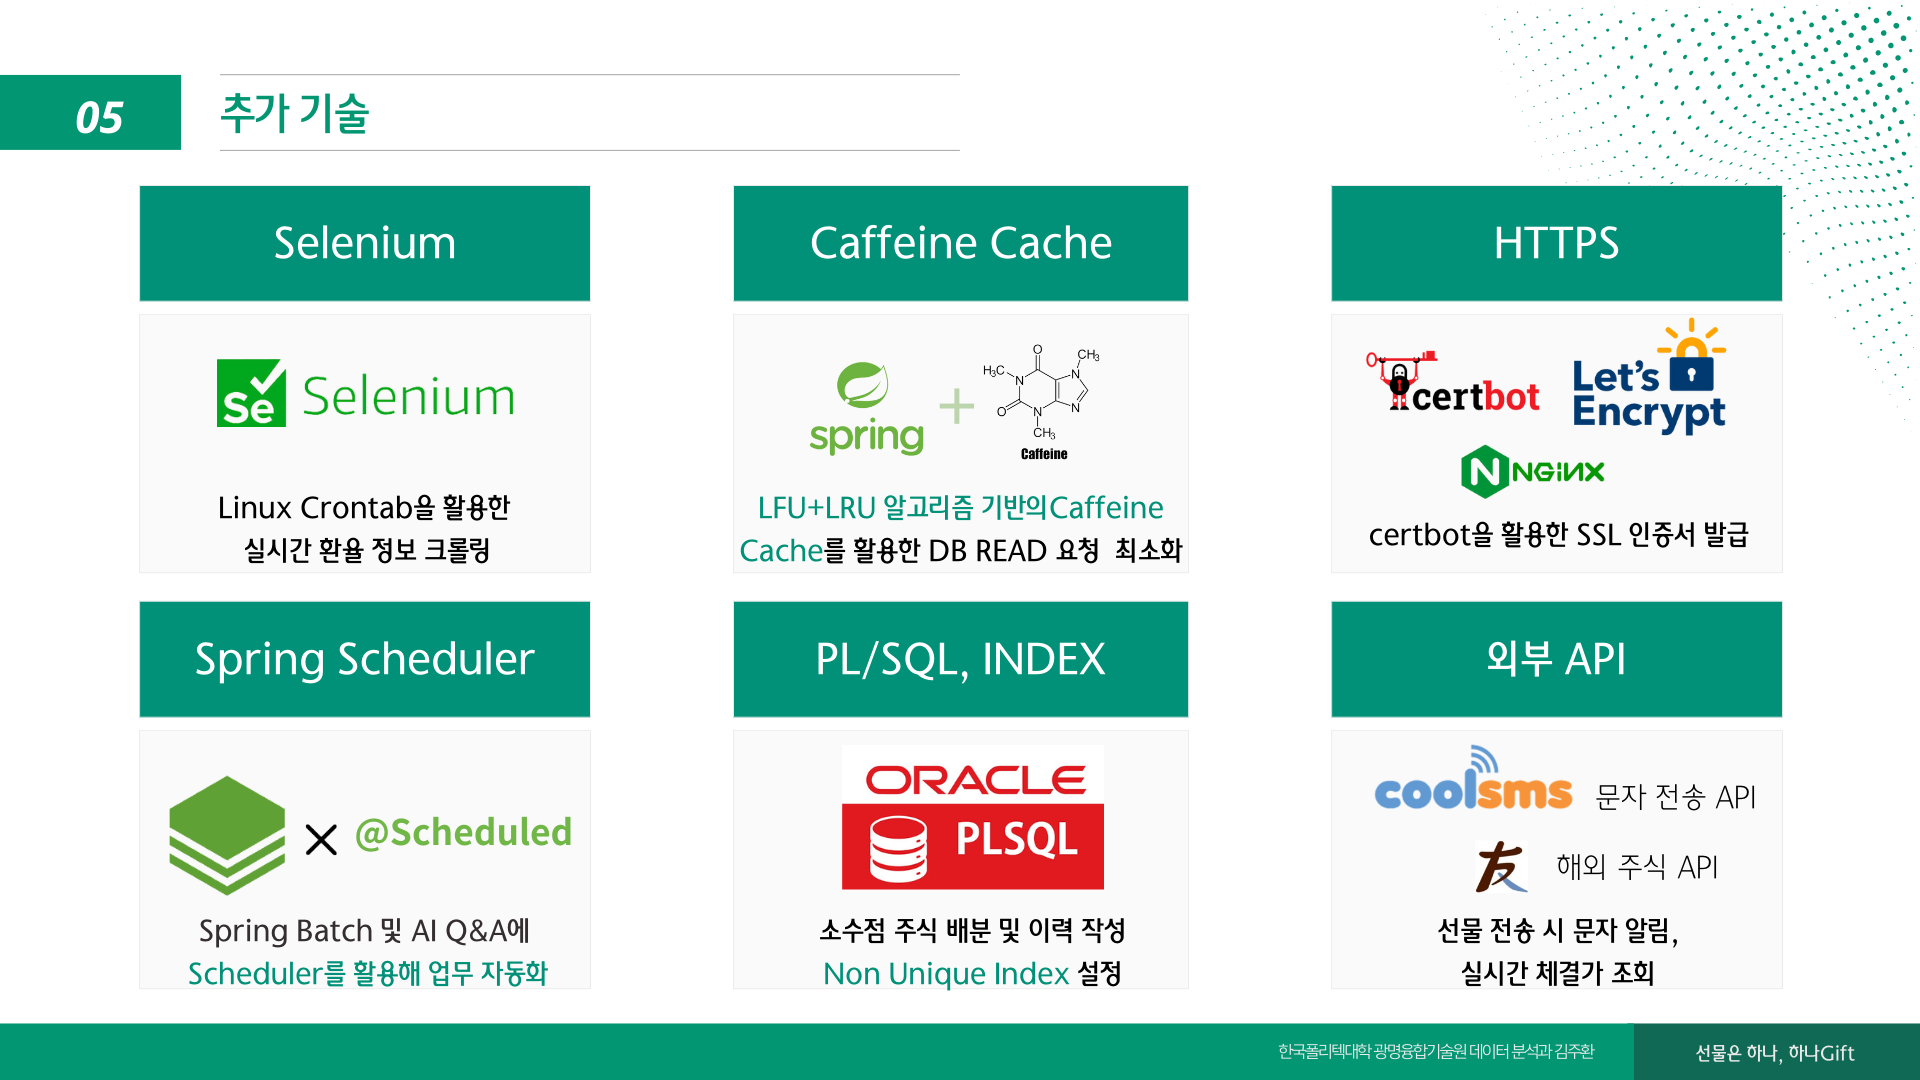 05
추가 기술
Selenium
Se Selenium
Linux Crontab을 활용한
실시간 환율 정보 크롤링
Caffeine Cache
spring + O CH₃ H₃C N N O N N CH₃
Caffeine
LFU+LRU 알고리즘 기반의Caffeine
Cache를 활용한 DB READ 요청 최소화
HTTPS
certbot
Let's
Encrypt
N NGiNX
certbot을 활용한 SSL 인증서 발급
Spring Scheduler
@Scheduled
Spring Batch 및 AI Q&A에
Scheduler를 활용해 업무 자동화
PL/SQL, INDEX
ORACLE
PLSQL
소수점 주식 배분 및 이력 작성
Non Unique Index 설정
외부 API
coolsms 문자 전송 API
友 해외 주식 API
선물 전송 시 문자 알림,
실시간 체결가 조회
한국폴리텍대학 광명융합기술원 데이터 분석과 김주환
선물은 하나, 하나Gift